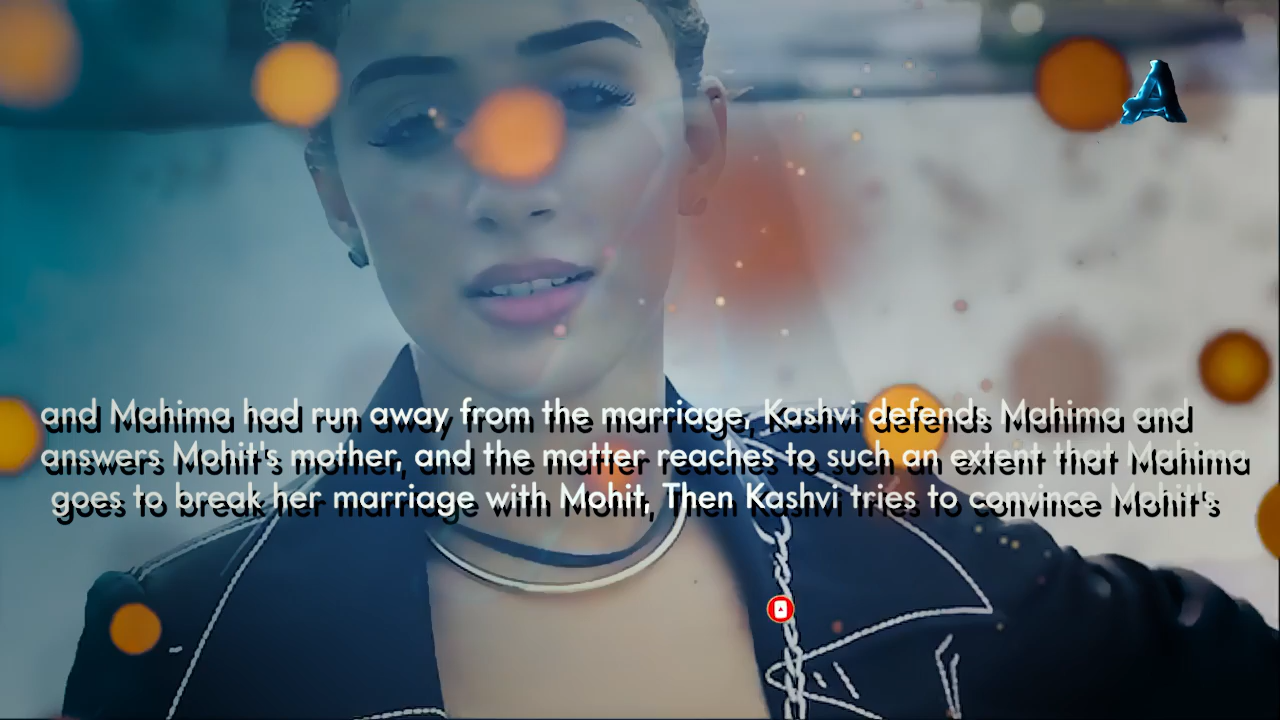 A
and Mahima had run away from the marriage, Kashvi defends Mahima and
answers Mohit's mother, and the matter reaches to such an extent that Mahima
goes to break her marriage with Mohit, Then Kashvi tries to convince Mohit's